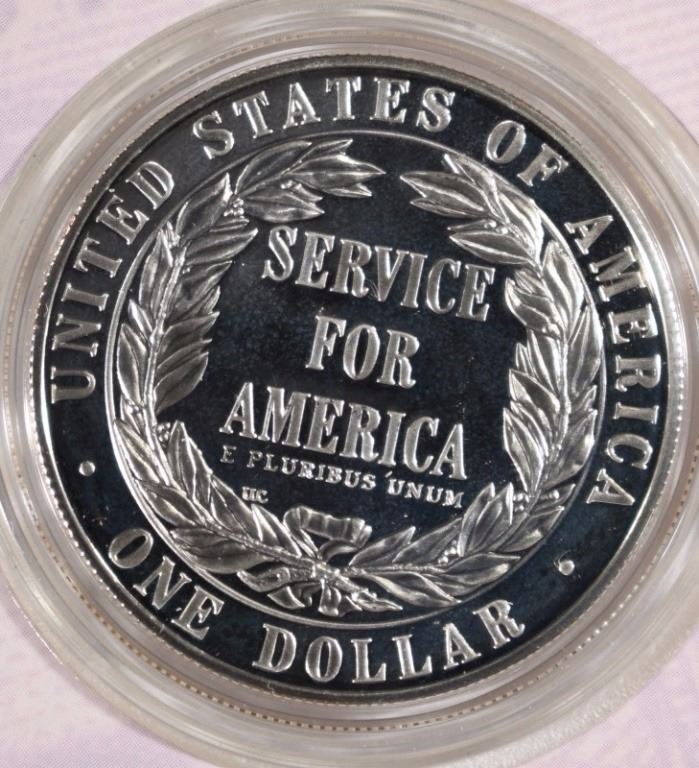 UNITED STATES OF AMERICA
SERVICE
FOR
AMERICA
E PLURIBUS UNUM
· ONE DOLLAR ·